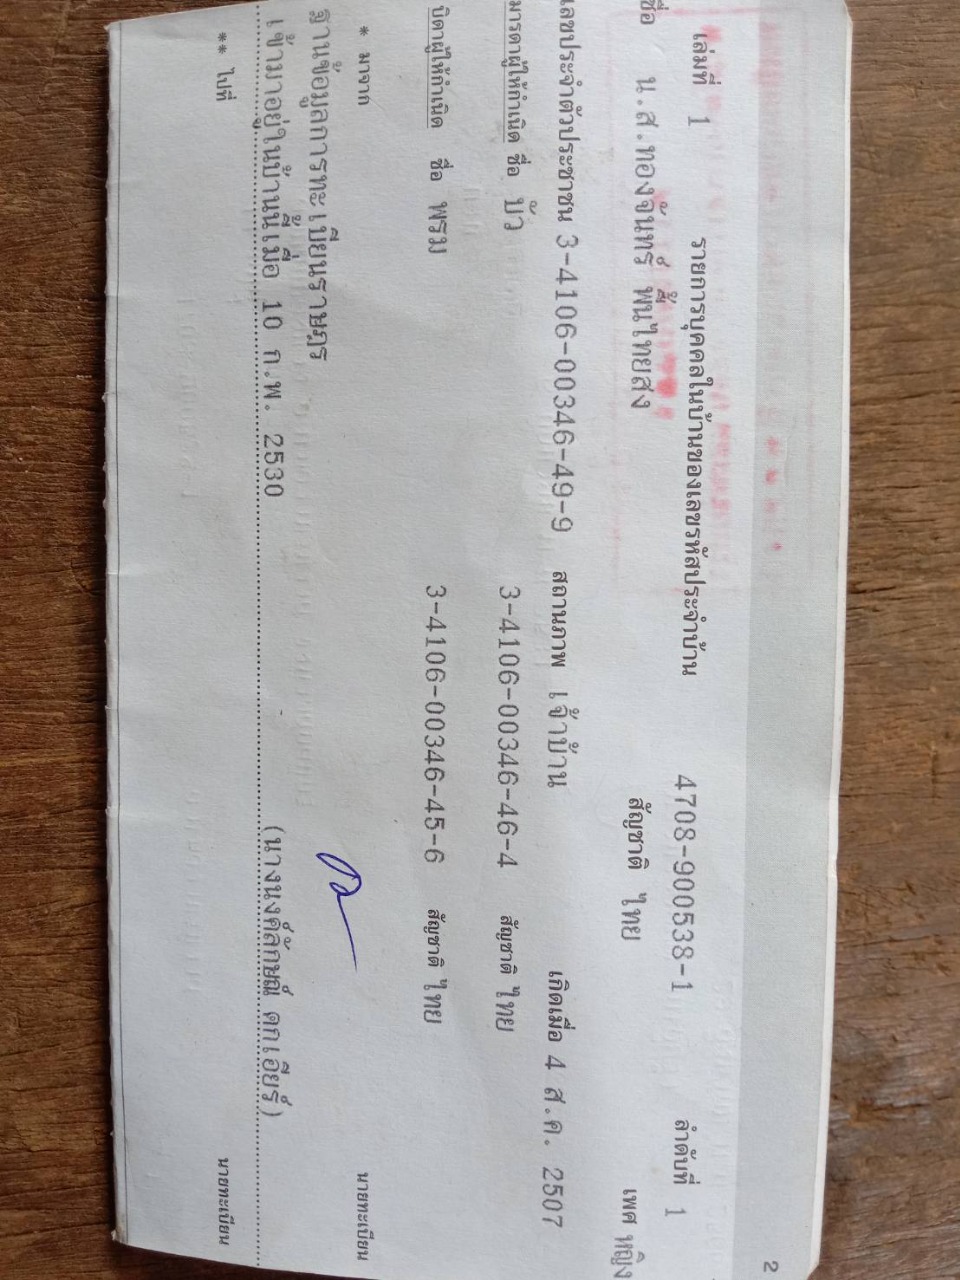 2
เล่มที่ 1 รายการบุคคลในบ้านของเลขรหัสประจำบ้าน 4708-900538-1 ลำดับที่ 1
ชื่อ น.ส.ทองจันทร์ พื้นไทยสง สัญชาติ ไทย เพศ หญิง
เลขประจำตัวประชาชน 3-4106-00346-49-9 สถานภาพ เจ้าบ้าน เกิดเมื่อ 4 ส.ค. 2507
มารดาผู้ให้กำเนิด ชื่อ บัว 3-4106-00346-46-4 สัญชาติ ไทย
บิดาผู้ให้กำเนิด ชื่อ พรม 3-4106-00346-45-6 สัญชาติ ไทย
* มาจาก นายทะเบียน
ฐานข้อมูลการทะเบียนราษฎร
เข้ามาอยู่ในบ้านนี้เมื่อ 10 ก.พ. 2530 (นางนงค์ลักษณ์ ตกเอียร์)
** ไปที่ นายทะเบียน